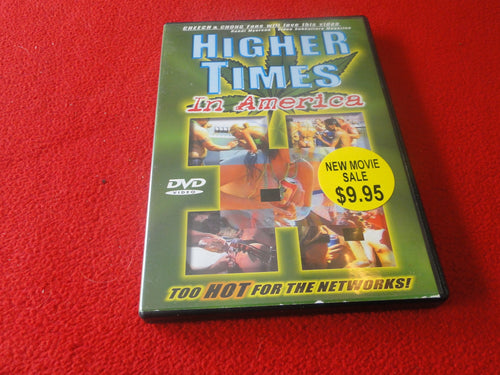 CHEECH & CHONG fans will love this video
HIGHER
TIMES
In America
DVD
VIDEO
NEW MOVIE
SALE
$9.95
TOO HOT FOR THE NETWORKS!